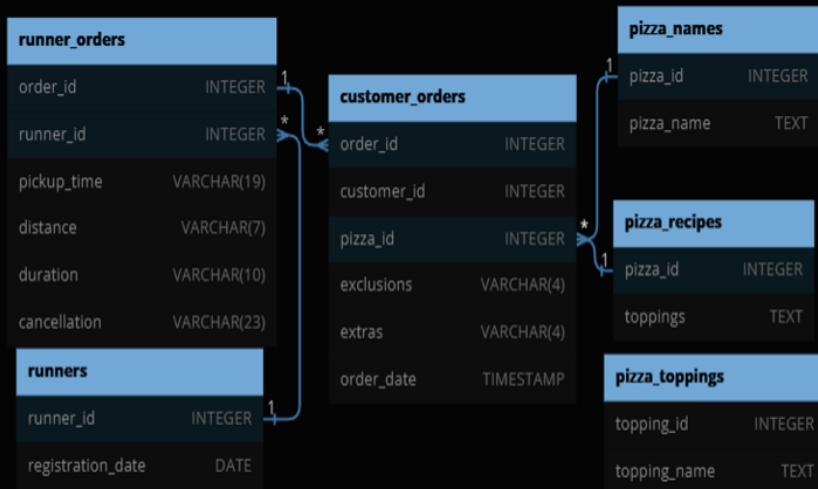 runner_orders
order_id INTEGER 1
runner_id INTEGER *
pickup_time VARCHAR(19)
distance VARCHAR(7)
duration VARCHAR(10)
cancellation VARCHAR(23)
runners
runner_id INTEGER 1
registration_date DATE
customer_orders
* order_id INTEGER
customer_id INTEGER
pizza_id INTEGER *
exclusions VARCHAR(4)
extras VARCHAR(4)
order_date TIMESTAMP
pizza_names
1 pizza_id INTEGER
pizza_name TEXT
pizza_recipes
1 pizza_id INTEGER
toppings TEXT
pizza_toppings
topping_id INTEGER
topping_name TEXT